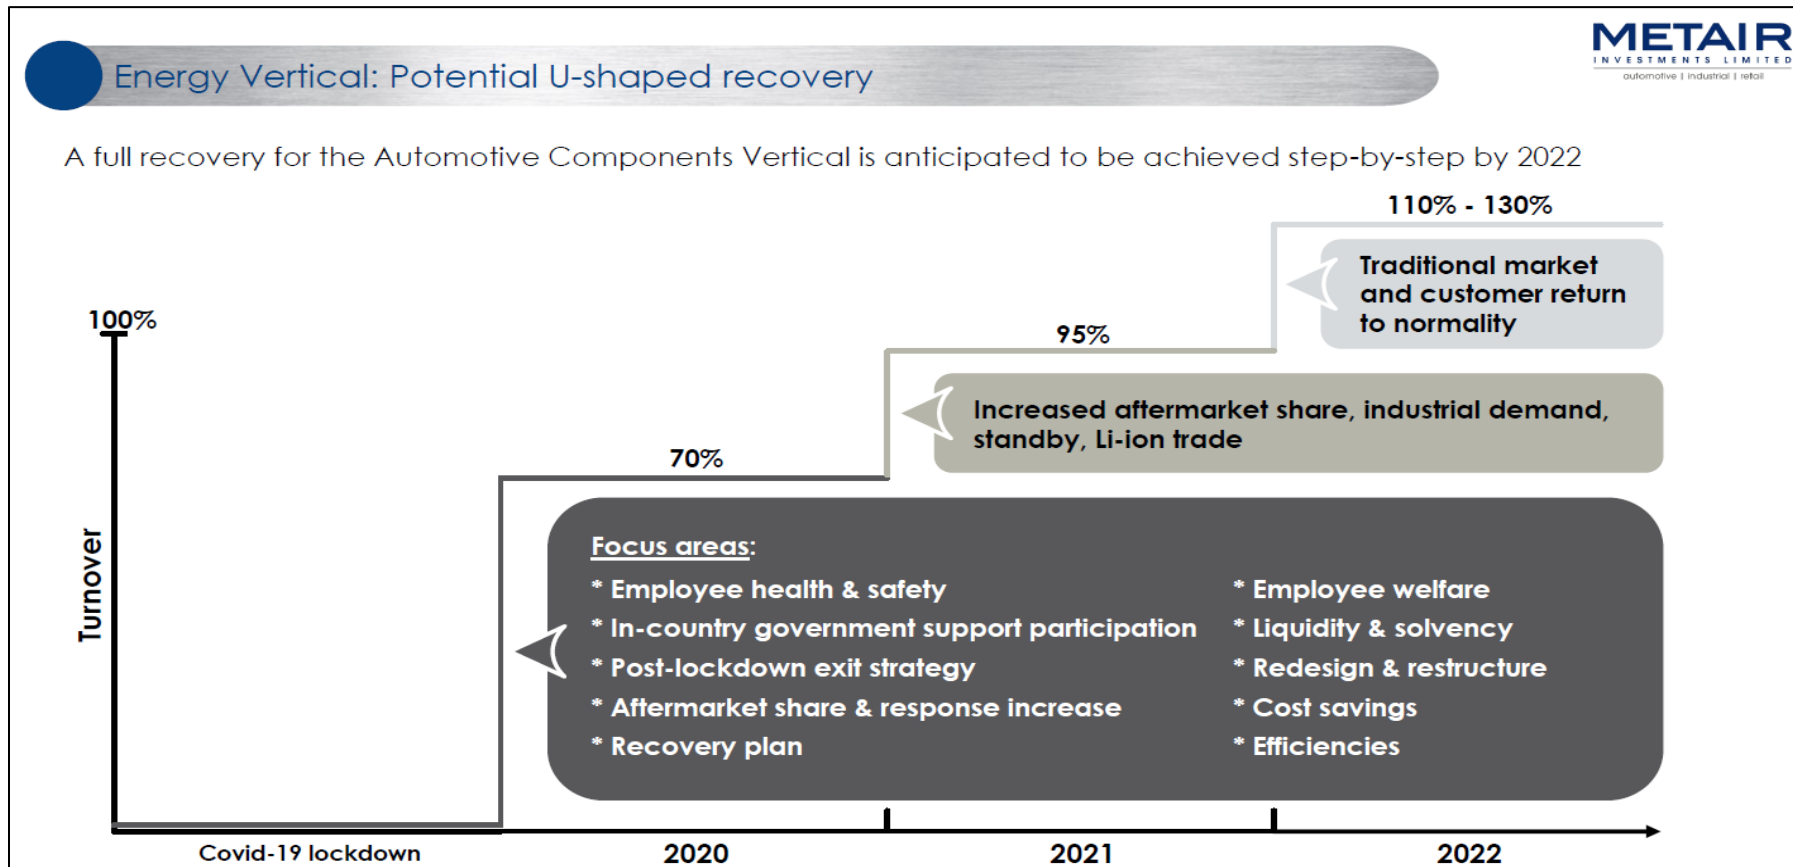 METAIR
INVESTMENTS LIMITED
automotive | industrial | retail
Energy Vertical: Potential U-shaped recovery
A full recovery for the Automotive Components Vertical is anticipated to be achieved step-by-step by 2022
110% - 130%
Traditional market
and customer return
to normality
100%
95%
Increased aftermarket share, industrial demand,
standby, Li-ion trade
70%
Turnover
Focus areas:
* Employee health & safety
* In-country government support participation
* Post-lockdown exit strategy
* Aftermarket share & response increase
* Recovery plan
* Employee welfare
* Liquidity & solvency
* Redesign & restructure
* Cost savings
* Efficiencies
Covid-19 lockdown
2020
2021
2022